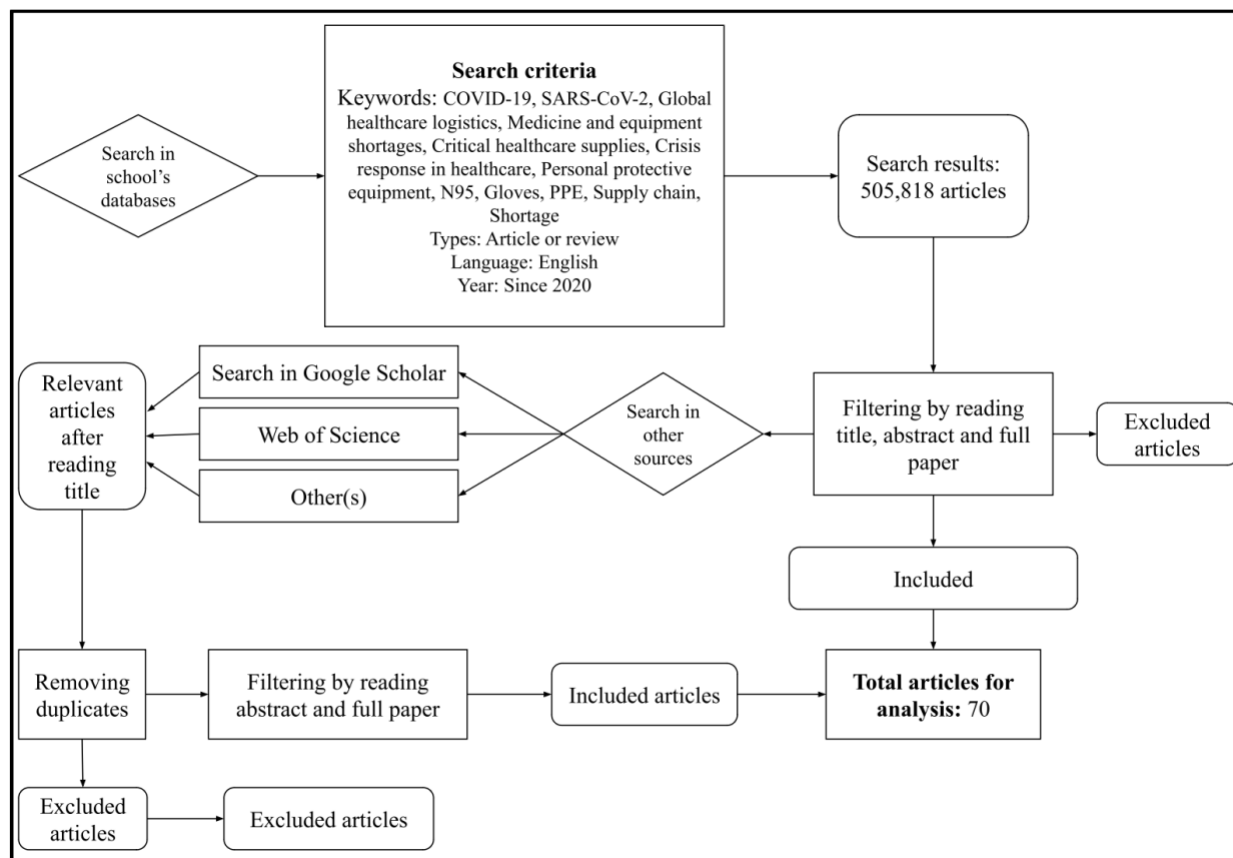 Search in
school's
databases
Search criteria
Keywords: COVID-19, SARS-CoV-2, Global
healthcare logistics, Medicine and equipment
shortages, Critical healthcare supplies, Crisis
response in healthcare, Personal protective
equipment, N95, Gloves, PPE, Supply chain,
Shortage
Types: Article or review
Language: English
Year: Since 2020
Search results:
505,818 articles
Filtering by reading
title, abstract and full
paper
Excluded
articles
Search in
other
sources
Search in Google Scholar
Web of Science
Other(s)
Relevant
articles
after
reading
title
Included
Removing
duplicates
Filtering by reading
abstract and full paper
Included articles
Total articles for
analysis: 70
Excluded
articles
Excluded articles